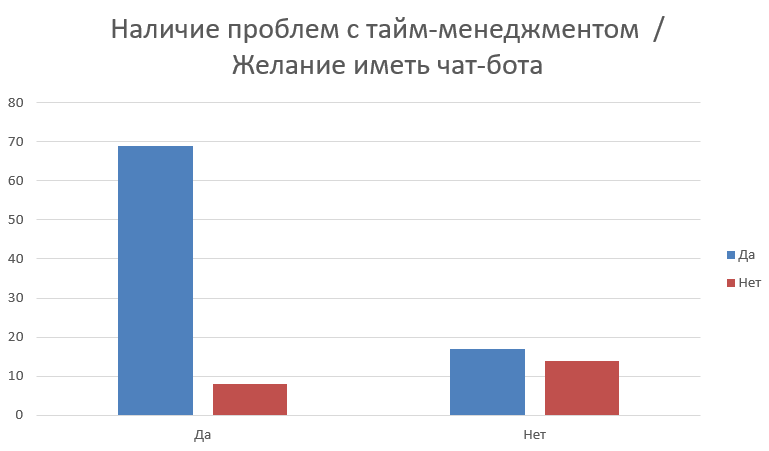 Наличие проблем с тайм-менеджментом /
Желание иметь чат-бота
80
70
60
50
40
30
20
10
0
Да
Нет
Да
Нет